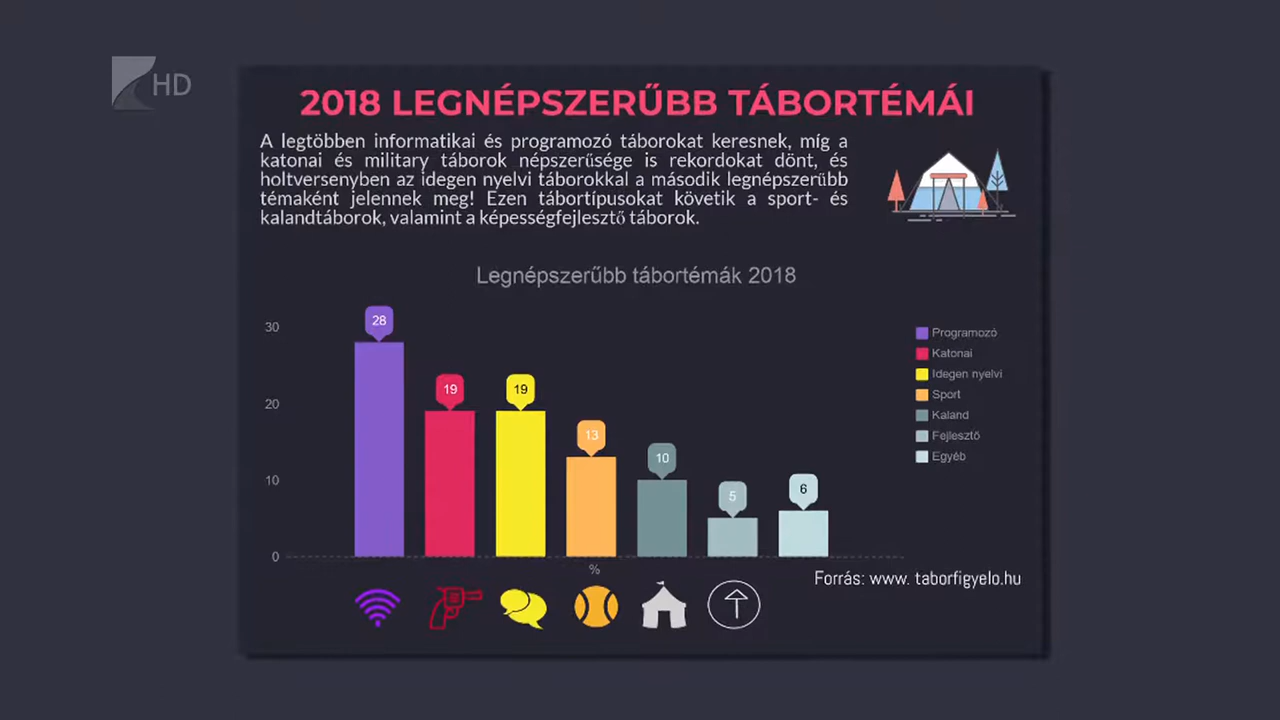 HD
2018 LEGNÉPSZERŰBB TÁBORTÉMÁI
A legtöbben informatikai és programozó táborokat keresnek, míg a
katonai és military táborok népszerűsége is rekordokat dönt, és
holtversenyben az idegen nyelvi táborokkal a második legnépszerűbb
témaként jelennek meg! Ezen tábortípusokat követik a sport- és
kalandtáborok, valamint a képességfejlesztő táborok.
Legnépszerűbb tábortémák 2018
30
20
10
0
28
19
19
13
10
5
6
%
Programozó
Katonai
Idegen nyelvi
Sport
Kaland
Fejlesztő
Egyéb
Forrás: www. taborfigyelo.hu